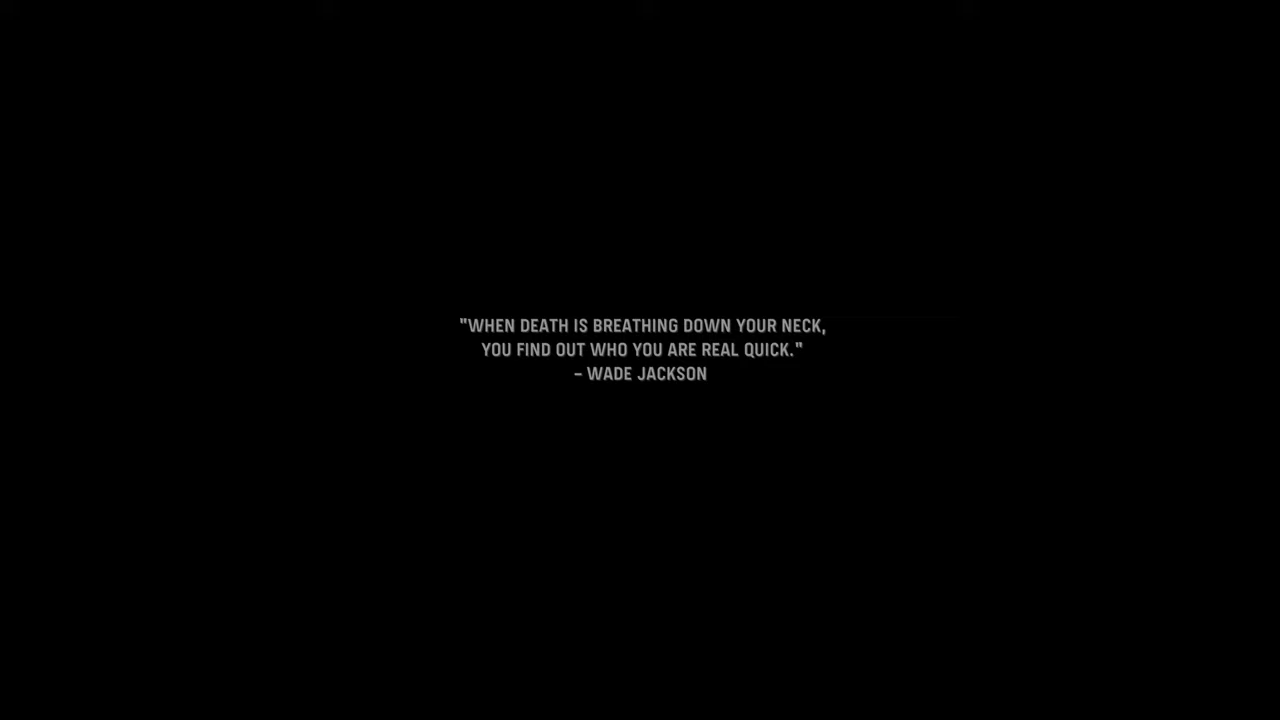 "WHEN DEATH IS BREATHING DOWN YOUR NECK,
YOU FIND OUT WHO YOU ARE REAL QUICK."
– WADE JACKSON